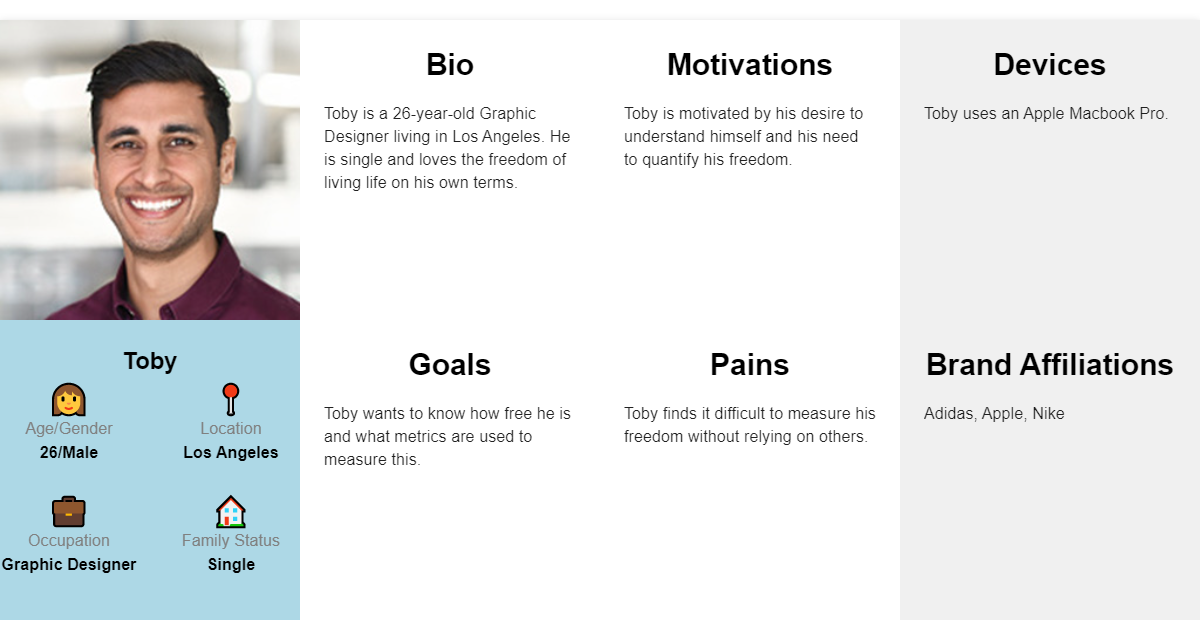 Bio
Toby is a 26-year-old Graphic
Designer living in Los Angeles. He
is single and loves the freedom of
living life on his own terms.
Motivations
Toby is motivated by his desire to
understand himself and his need
to quantify his freedom.
Devices
Toby uses an Apple Macbook Pro.
Toby
Age/Gender
26/Male
Location
Los Angeles
Occupation
Graphic Designer
Family Status
Single
Goals
Toby wants to know how free he is
and what metrics are used to
measure this.
Pains
Toby finds it difficult to measure his
freedom without relying on others.
Brand Affiliations
Adidas, Apple, Nike